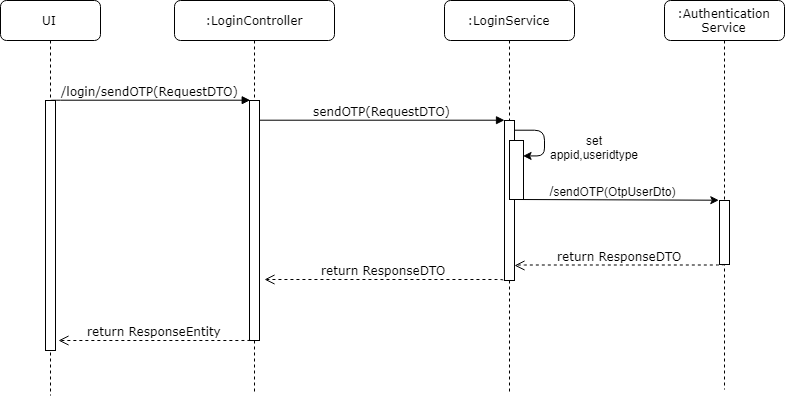 UI
:LoginController
:LoginService
:Authentication
Service
/login/sendOTP(RequestDTO)
sendOTP(RequestDTO)
set
appid,useridtype
/sendOTP(OtpUserDto)
return ResponseDTO
return ResponseDTO
return ResponseEntity